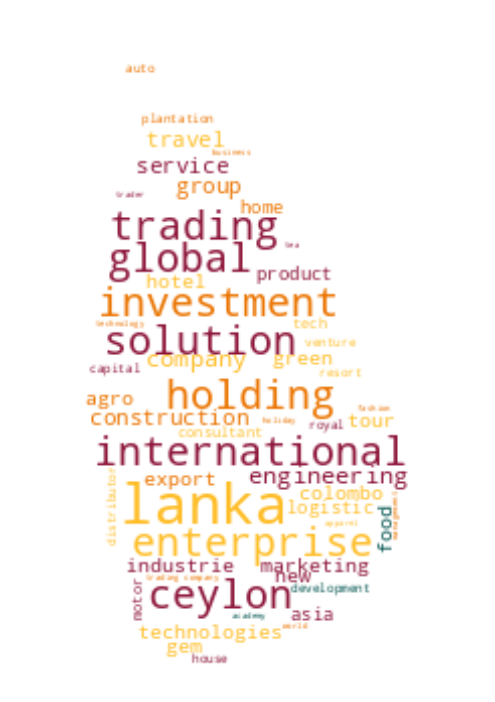 auto
plantation
travel
business
service
group
trader
home
trading
tea
global
product
hotel
investment
technology
tech
solution
venture
company
green
capital
resort
holding
agro
fashion
construction
holiday
tour
royal
consultant
international
engineering
export
distributor
lanka
colombo
management
logistic
food
apparel
enterprise
industrie
marketing
new
trading company
motor
ceylon
development
academy
asia
world
technologies
gem
house